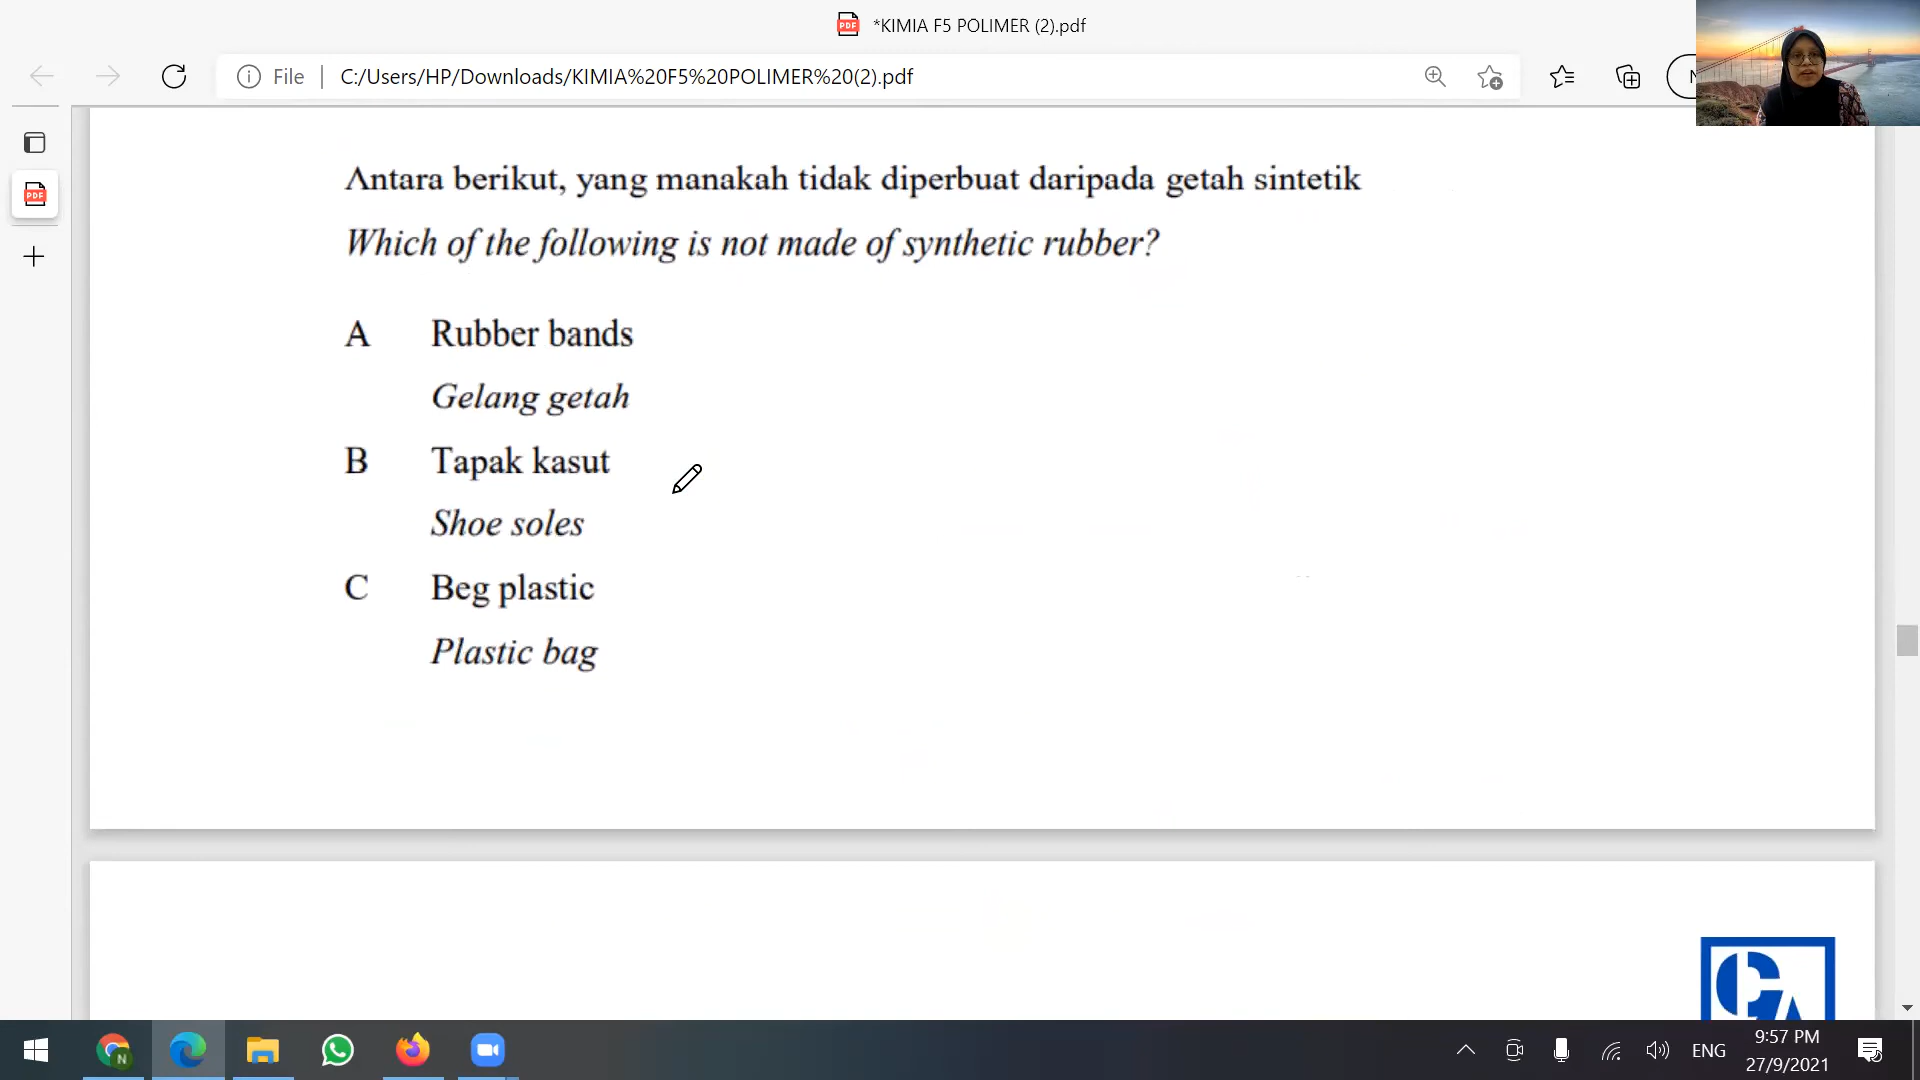 *KIMIA F5 POLIMER (2).pdf
File
C:/Users/HP/Downloads/KIMIA%20F5%20POLIMER%20(2).pdf
N
Antara berikut, yang manakah tidak diperbuat daripada getah sintetik
Which of the following is not made of synthetic rubber?
A Rubber bands
Gelang getah
B Tapak kasut
Shoe soles
C Beg plastic
Plastic bag
ENG
9:57 PM
27/9/2021